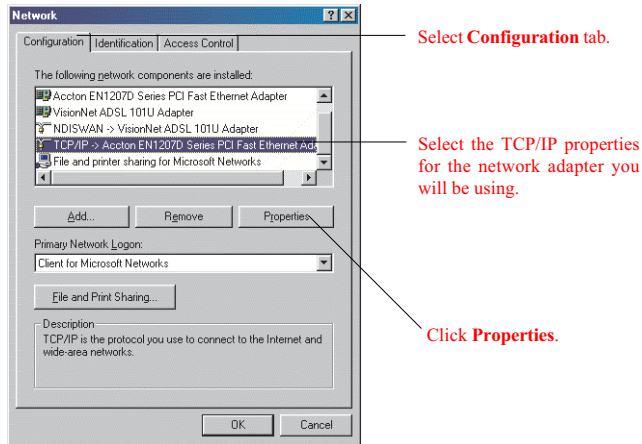 Network
Configuration Identification Access Control
Select Configuration tab.
The following network components are installed:
Accton EN1207D Series PCI Fast Ethernet Adapter
VisionNet ADSL 101U Adapter
NDISWAN -> VisionNet ADSL 101U Adapter
TCP/IP -> Accton EN1207D Series PCI Fast Ethernet Ada
File and printer sharing for Microsoft Networks
Select the TCP/IP properties
for the network adapter you
will be using.
Add... Remove Properties
Primary Network Logon:
Client for Microsoft Networks
File and Print Sharing...
Click Properties.
Description
TCP/IP is the protocol you use to connect to the Internet and
wide-area networks.
OK Cancel